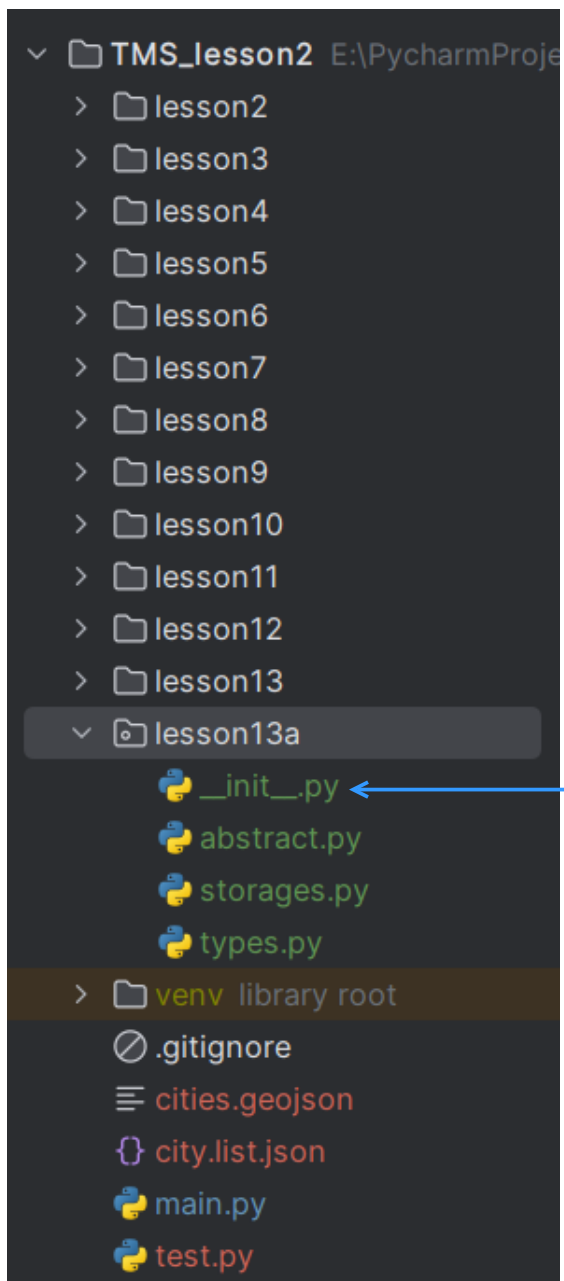 TMS_lesson2 E:\PycharmProje
lesson2
lesson3
lesson4
lesson5
lesson6
lesson7
lesson8
lesson9
lesson10
lesson11
lesson12
lesson13
lesson13a
__init__.py
abstract.py
storages.py
types.py
venv library root
.gitignore
cities.geojson
city.list.json
main.py
test.py